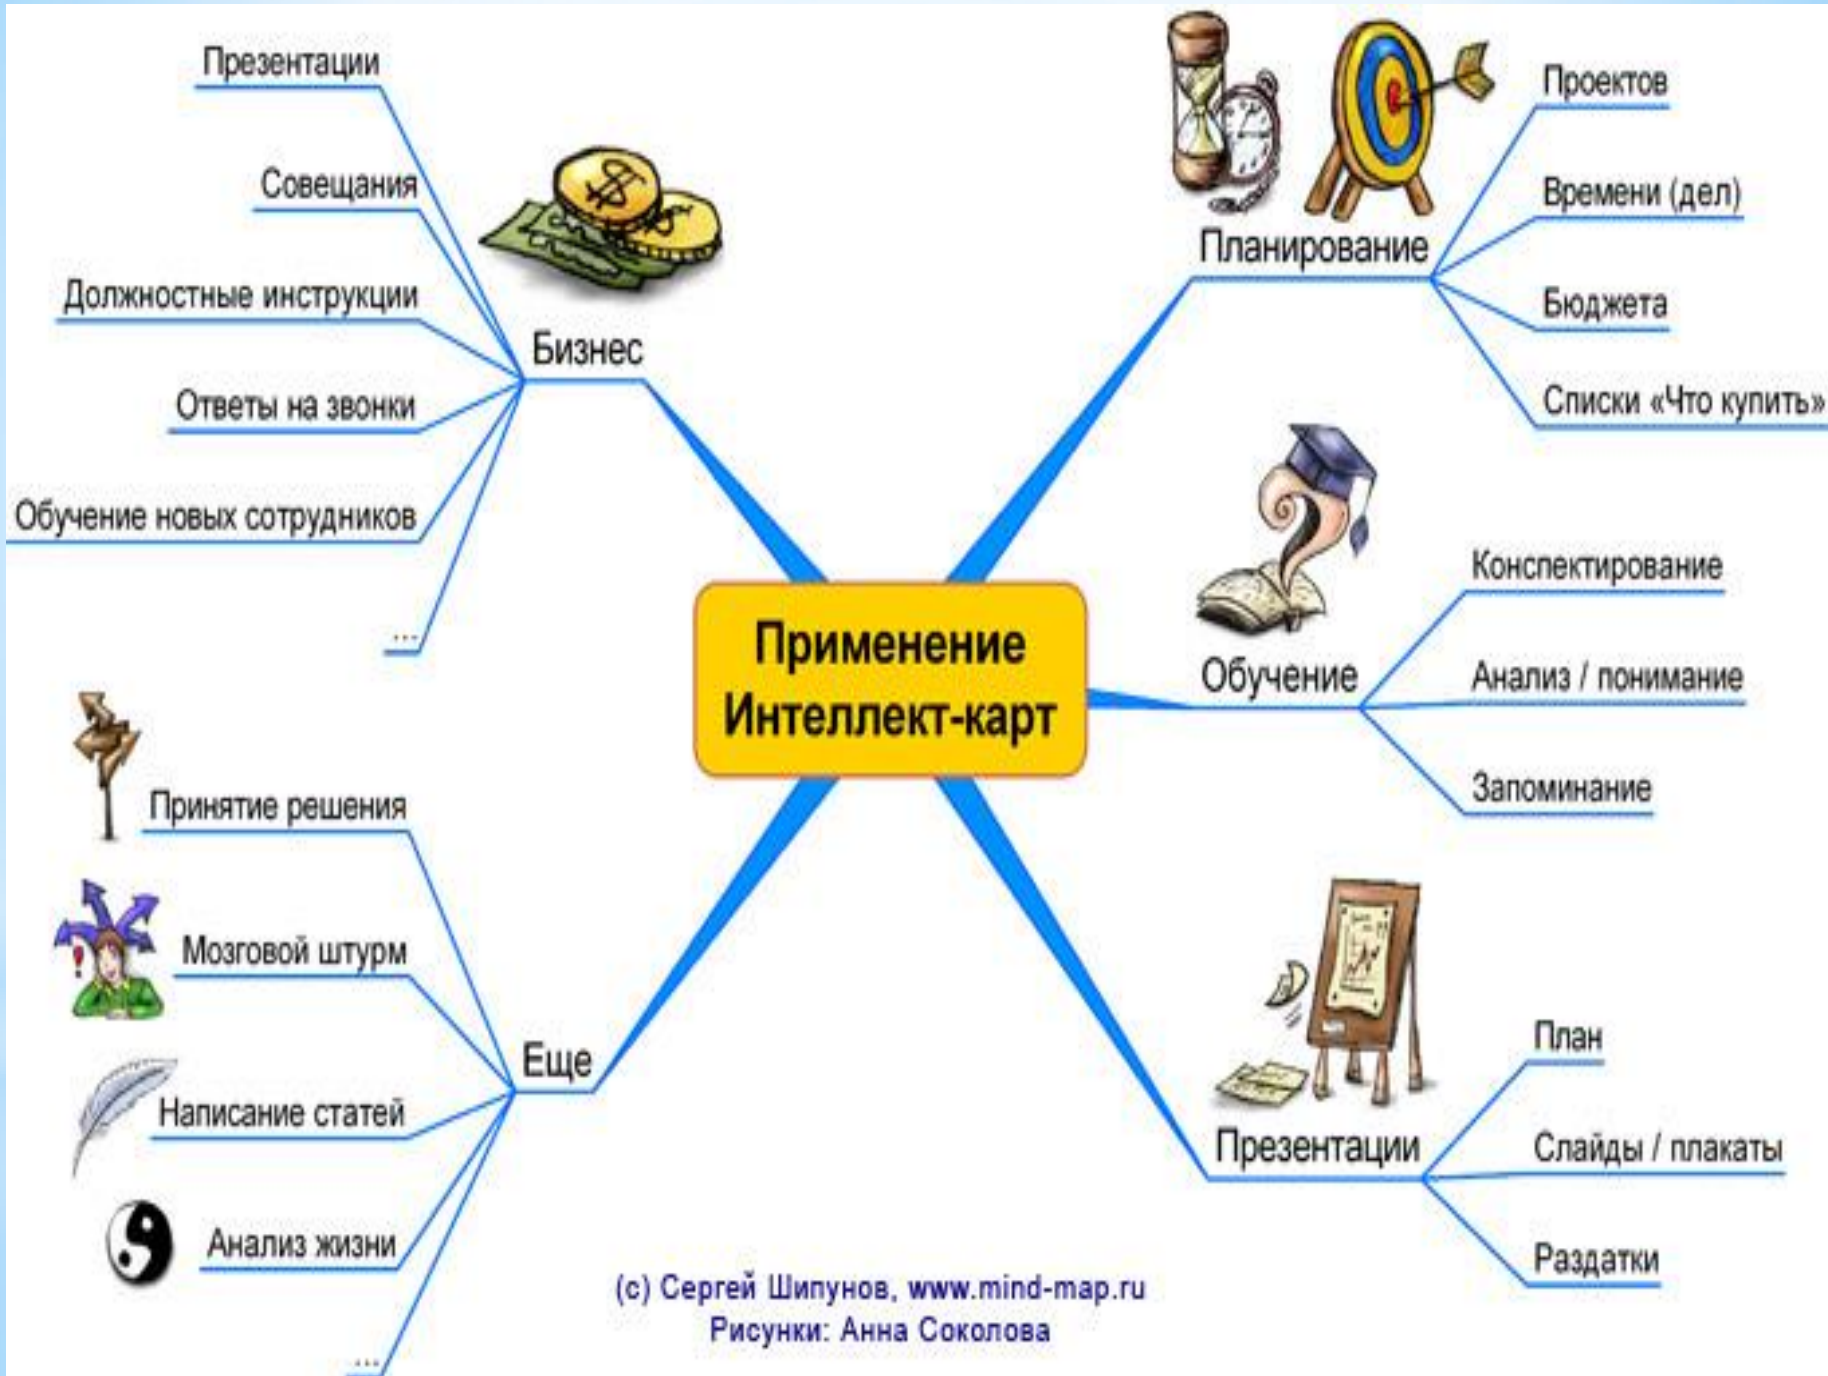 Применение
Интеллект-карт
Планирование
Проектов
Времени (дел)
Бюджета
Списки «Что купить»
Обучение
Конспектирование
Анализ / понимание
Запоминание
Презентации
План
Слайды / плакаты
Раздатки
Бизнес
Презентации
Совещания
Должностные инструкции
Ответы на звонки
Обучение новых сотрудников
...
Еще
Принятие решения
Мозговой штурм
Написание статей
Анализ жизни
...
(с) Сергей Шипунов, www.mind-map.ru
Рисунки: Анна Соколова